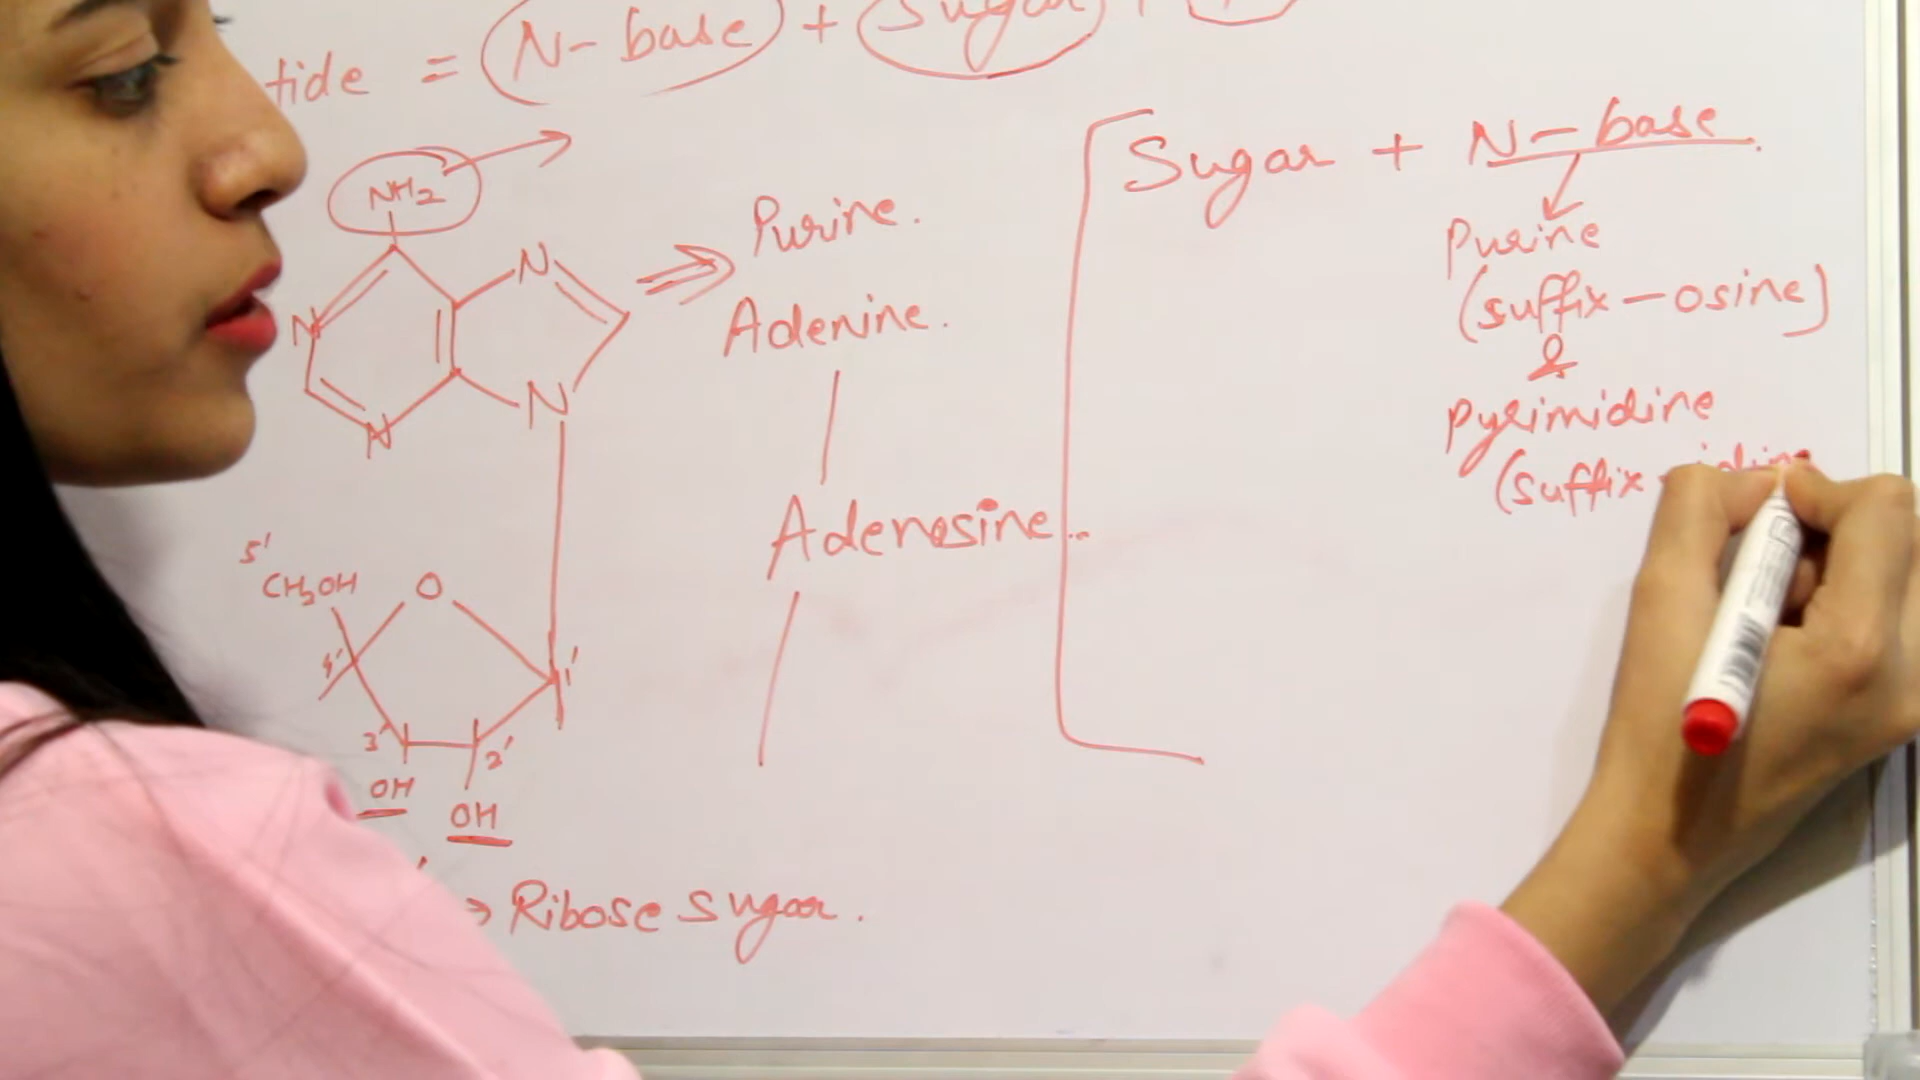 tide = N- base + Sugar +
NH2
N
N
N
N
Purine.
Adenine.
Adenosine..
5'
CH2OH
O
1'
3'
2'
OH
OH
→ Ribose sugar.
Sugar + N- base
Purine
(suffix - osine)
&
Pyrimidine
(suffix - idine